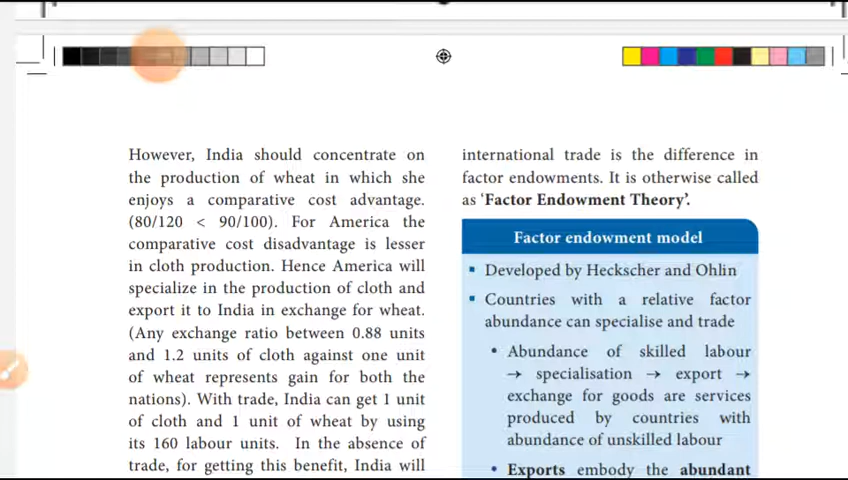 However, India should concentrate on
the production of wheat in which she
enjoys a comparative cost advantage.
(80/120 < 90/100). For America the
comparative cost disadvantage is lesser
in cloth production. Hence America will
specialize in the production of cloth and
export it to India in exchange for wheat.
(Any exchange ratio between 0.88 units
and 1.2 units of cloth against one unit
of wheat represents gain for both the
nations). With trade, India can get 1 unit
of cloth and 1 unit of wheat by using
its 160 labour units. In the absence of
trade, for getting this benefit, India will
international trade is the difference in
factor endowments. It is otherwise called
as ‘Factor Endowment Theory’.
Factor endowment model
▪ Developed by Heckscher and Ohlin
▪ Countries with a relative factor
abundance can specialise and trade
• Abundance of skilled labour
→ specialisation → export →
exchange for goods are services
produced by countries with
abundance of unskilled labour
• Exports embody the abundant